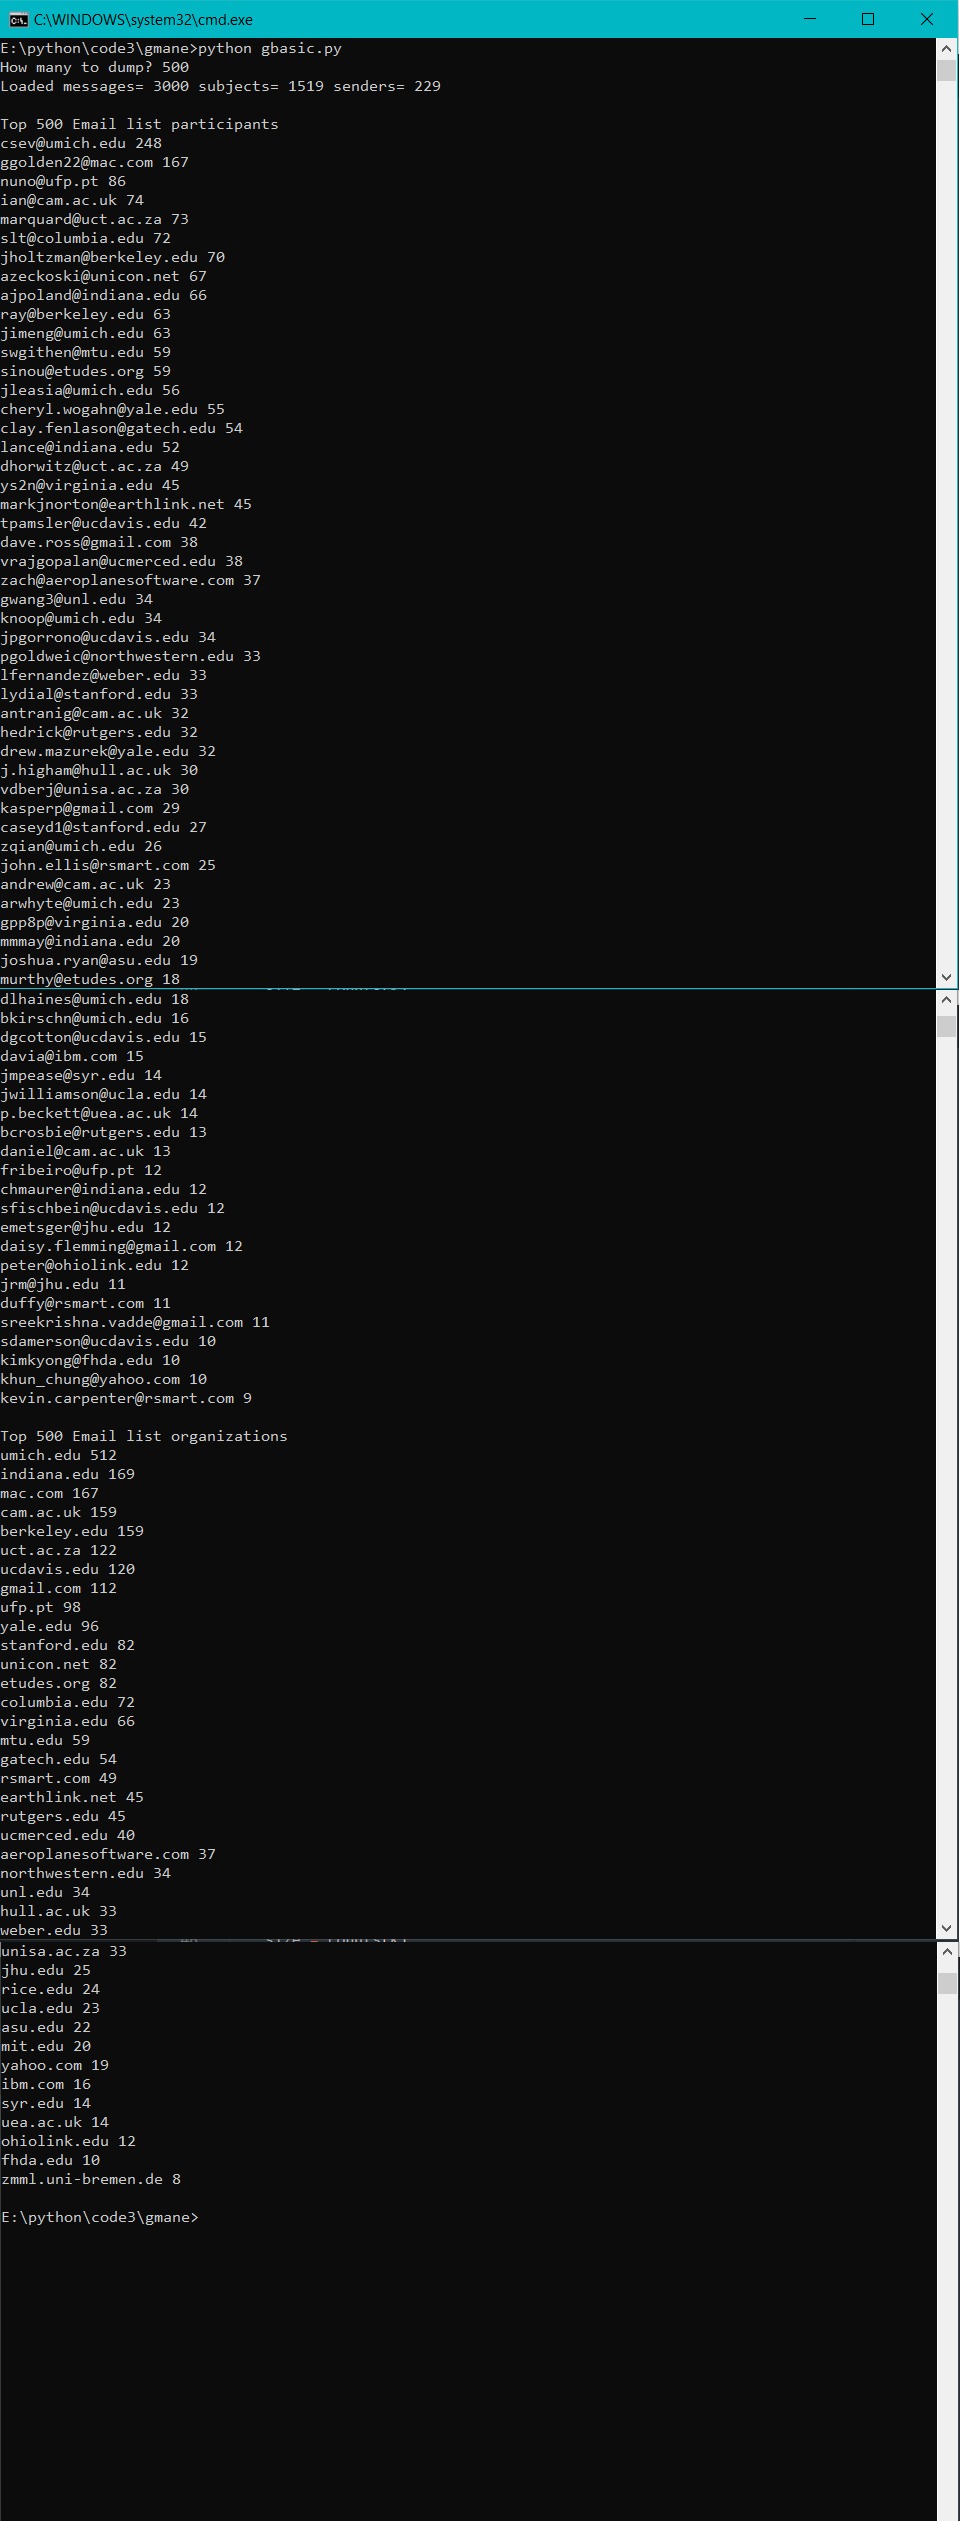 C:\WINDOWS\system32\cmd.exe
E:\python\code3\gmane>python gbasic.py
How many to dump? 500
Loaded messages= 3000 subjects= 1519 senders= 229
Top 500 Email list participants
csev@umich.edu 248
ggolden22@mac.com 167
nuno@ufp.pt 86
ian@cam.ac.uk 74
marquard@uct.ac.za 73
slt@columbia.edu 72
jholtzman@berkeley.edu 70
azeckoski@unicon.net 67
ajpoland@indiana.edu 66
ray@berkeley.edu 63
jimeng@umich.edu 63
swgithen@mtu.edu 59
sinou@etudes.org 59
jleasia@umich.edu 56
cheryl.wogahn@yale.edu 55
clay.fenlason@gatech.edu 54
lance@indiana.edu 52
dhorwitz@uct.ac.za 49
ys2n@virginia.edu 45
markjnorton@earthlink.net 45
tpamsler@ucdavis.edu 42
dave.ross@gmail.com 38
vrajgopalan@ucmerced.edu 38
zach@aeroplanesoftware.com 37
gwang3@unl.edu 34
knoop@umich.edu 34
jpgorrono@ucdavis.edu 34
pgoldweic@northwestern.edu 33
lfernandez@weber.edu 33
lydial@stanford.edu 33
antranig@cam.ac.uk 32
hedrick@rutgers.edu 32
drew.mazurek@yale.edu 32
j.higham@hull.ac.uk 30
vdberj@unisa.ac.za 30
kasperp@gmail.com 29
caseyd1@stanford.edu 27
zqian@umich.edu 26
john.ellis@rsmart.com 25
andrew@cam.ac.uk 23
arwhyte@umich.edu 23
gpp8p@virginia.edu 20
mmmay@indiana.edu 20
joshua.ryan@asu.edu 19
murthy@etudes.org 18
dlhaines@umich.edu 18
bkirschn@umich.edu 16
dgcotton@ucdavis.edu 15
davia@ibm.com 15
jmpease@syr.edu 14
jwilliamson@ucla.edu 14
p.beckett@uea.ac.uk 14
bcrosbie@rutgers.edu 13
daniel@cam.ac.uk 13
fribeiro@ufp.pt 12
chmaurer@indiana.edu 12
sfischbein@ucdavis.edu 12
emetsger@jhu.edu 12
daisy.flemming@gmail.com 12
peter@ohiolink.edu 12
jrm@jhu.edu 11
duffy@rsmart.com 11
sreekrishna.vadde@gmail.com 11
sdamerson@ucdavis.edu 10
kimkyong@fhda.edu 10
khun_chung@yahoo.com 10
kevin.carpenter@rsmart.com 9
Top 500 Email list organizations
umich.edu 512
indiana.edu 169
mac.com 167
cam.ac.uk 159
berkeley.edu 159
uct.ac.za 122
ucdavis.edu 120
gmail.com 112
ufp.pt 98
yale.edu 96
stanford.edu 82
unicon.net 82
etudes.org 82
columbia.edu 72
virginia.edu 66
mtu.edu 59
gatech.edu 54
rsmart.com 49
earthlink.net 45
rutgers.edu 45
ucmerced.edu 40
aeroplanesoftware.com 37
northwestern.edu 34
unl.edu 34
hull.ac.uk 33
weber.edu 33
unisa.ac.za 33
jhu.edu 25
rice.edu 24
ucla.edu 23
asu.edu 22
mit.edu 20
yahoo.com 19
ibm.com 16
syr.edu 14
uea.ac.uk 14
ohiolink.edu 12
fhda.edu 10
zmml.uni-bremen.de 8
E:\python\code3\gmane>